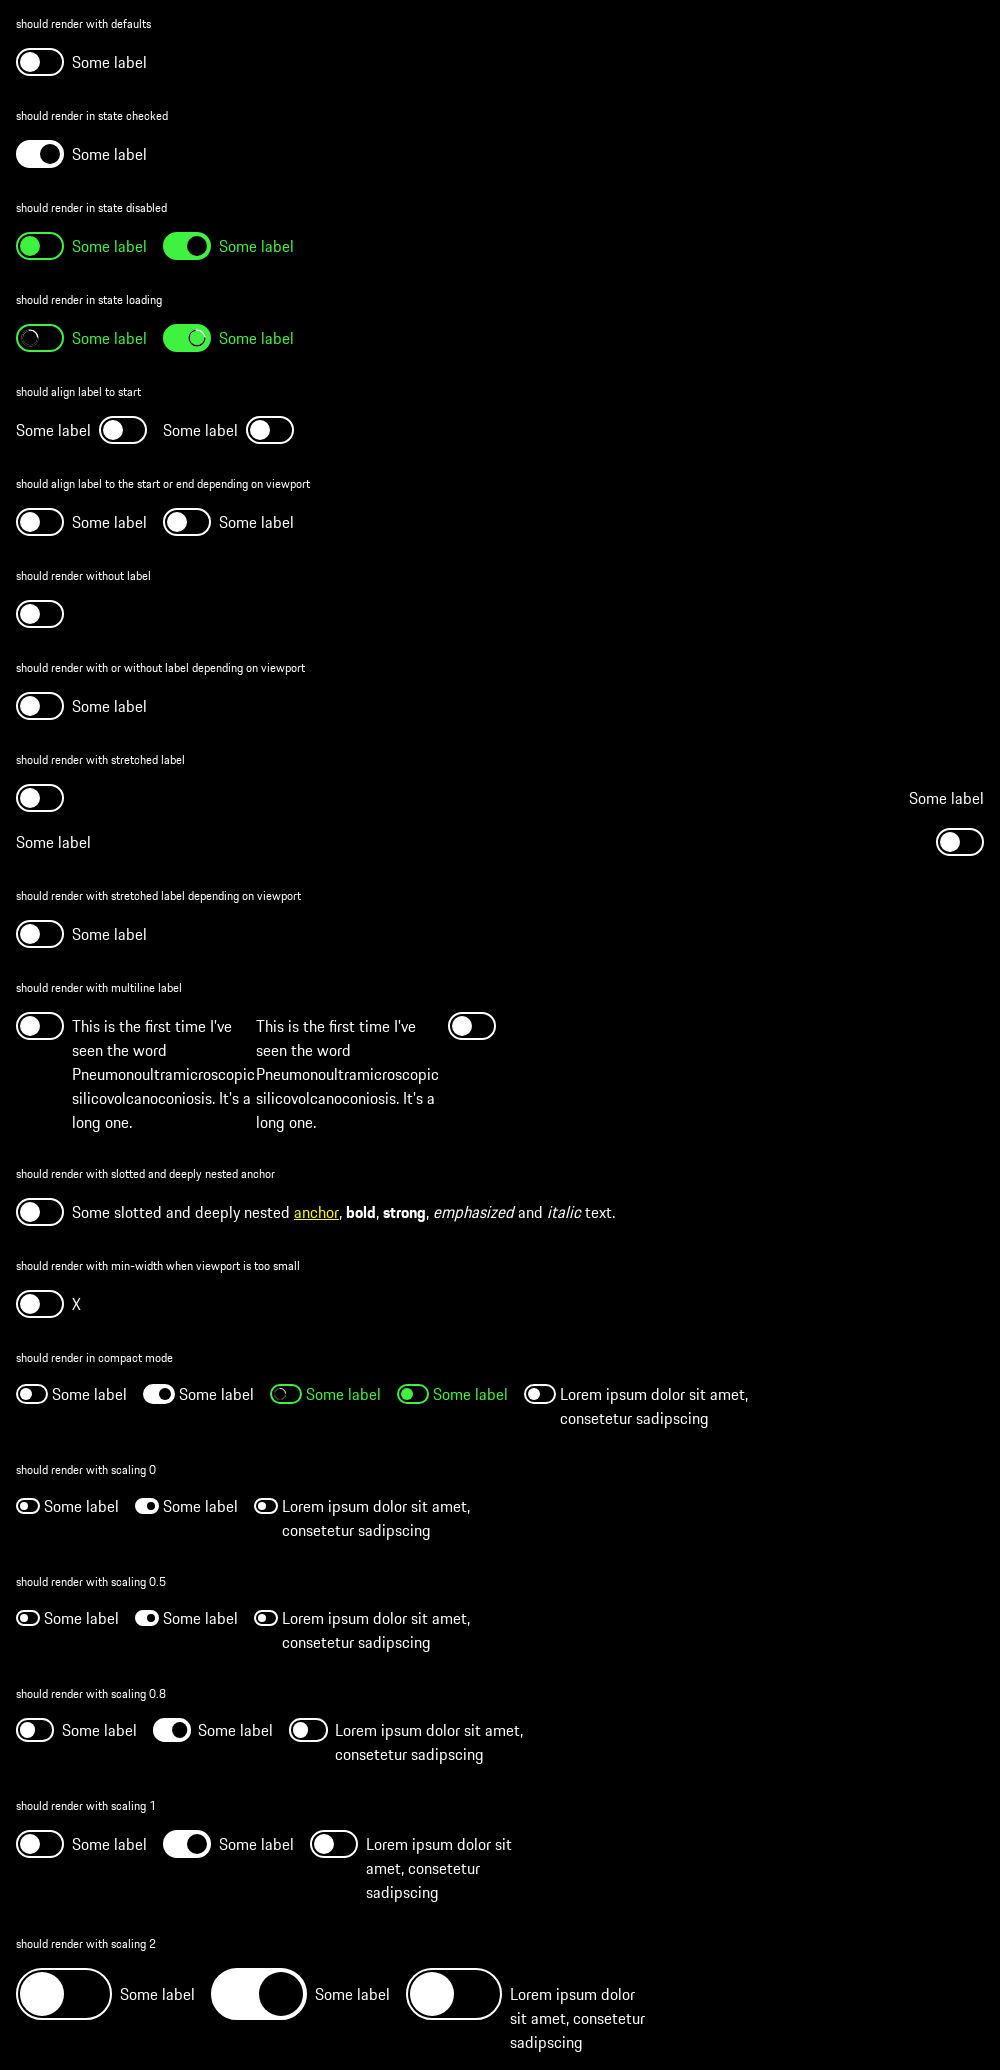 should render with defaults
Some label
should render in state checked
Some label
should render in state disabled
Some label Some label
should render in state loading
Some label Some label
should align label to start
Some label Some label
should align label to the start or end depending on viewport
Some label Some label
should render without label
should render with or without label depending on viewport
Some label
should render with stretched label
Some label
Some label
should render with stretched label depending on viewport
Some label
should render with multiline label
This is the first time I've
seen the word
Pneumonoultramicroscopic
silicovolcanoconiosis. It's a
long one.
This is the first time I've
seen the word
Pneumonoultramicroscopic
silicovolcanoconiosis. It's a
long one.
should render with slotted and deeply nested anchor
Some slotted and deeply nested anchor, bold, strong, emphasized and italic text.
should render with min-width when viewport is too small
X
should render in compact mode
Some label Some label Some label Some label Lorem ipsum dolor sit amet,
consetetur sadipscing
should render with scaling 0
Some label Some label Lorem ipsum dolor sit amet,
consetetur sadipscing
should render with scaling 0.5
Some label Some label Lorem ipsum dolor sit amet,
consetetur sadipscing
should render with scaling 0.8
Some label Some label Lorem ipsum dolor sit amet,
consetetur sadipscing
should render with scaling 1
Some label Some label Lorem ipsum dolor sit
amet, consetetur
sadipscing
should render with scaling 2
Some label Some label Lorem ipsum dolor
sit amet, consetetur
sadipscing